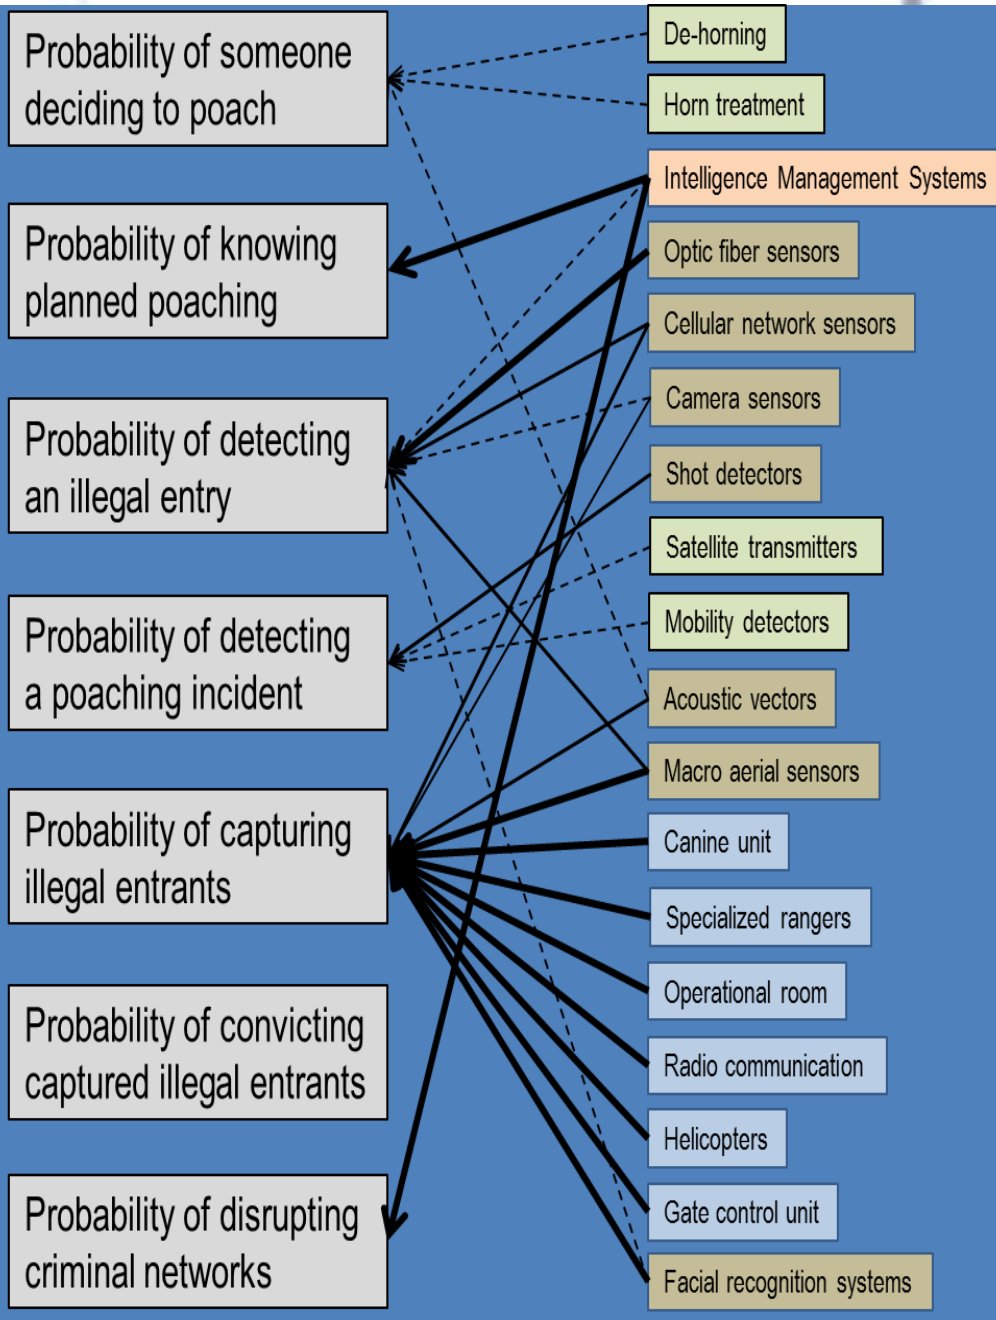 Probability of someone
deciding to poach
Probability of knowing
planned poaching
Probability of detecting
an illegal entry
Probability of detecting
a poaching incident
Probability of capturing
illegal entrants
Probability of convicting
captured illegal entrants
Probability of disrupting
criminal networks
De-horning
Horn treatment
Intelligence Management Systems
Optic fiber sensors
Cellular network sensors
Camera sensors
Shot detectors
Satellite transmitters
Mobility detectors
Acoustic vectors
Macro aerial sensors
Canine unit
Specialized rangers
Operational room
Radio communication
Helicopters
Gate control unit
Facial recognition systems